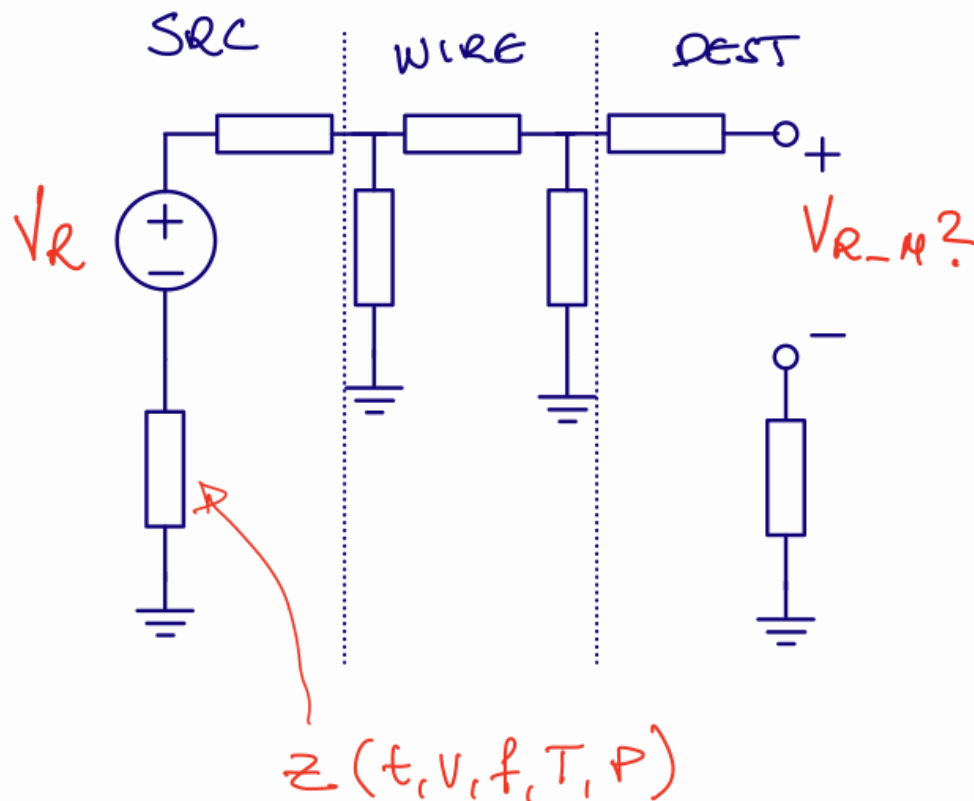 SRC
WIRE
DEST
+
−
V_R
+
V_R_M?
−
z(t, V, f, T, P)